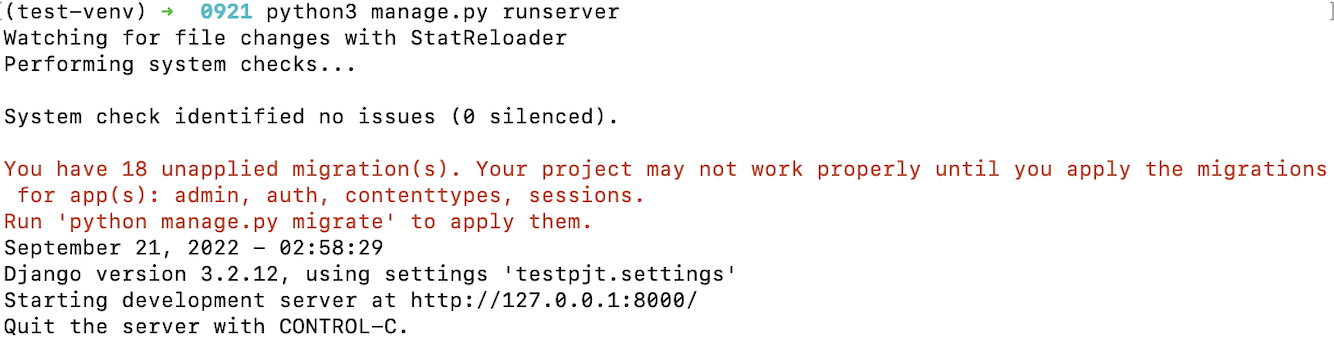 [(test-venv) ➜  0921 python3 manage.py runserver ]
Watching for file changes with StatReloader
Performing system checks...
System check identified no issues (0 silenced).
You have 18 unapplied migration(s). Your project may not work properly until you apply the migrations
for app(s): admin, auth, contenttypes, sessions.
Run 'python manage.py migrate' to apply them.
September 21, 2022 - 02:58:29
Django version 3.2.12, using settings 'testpjt.settings'
Starting development server at http://127.0.0.1:8000/
Quit the server with CONTROL-C.